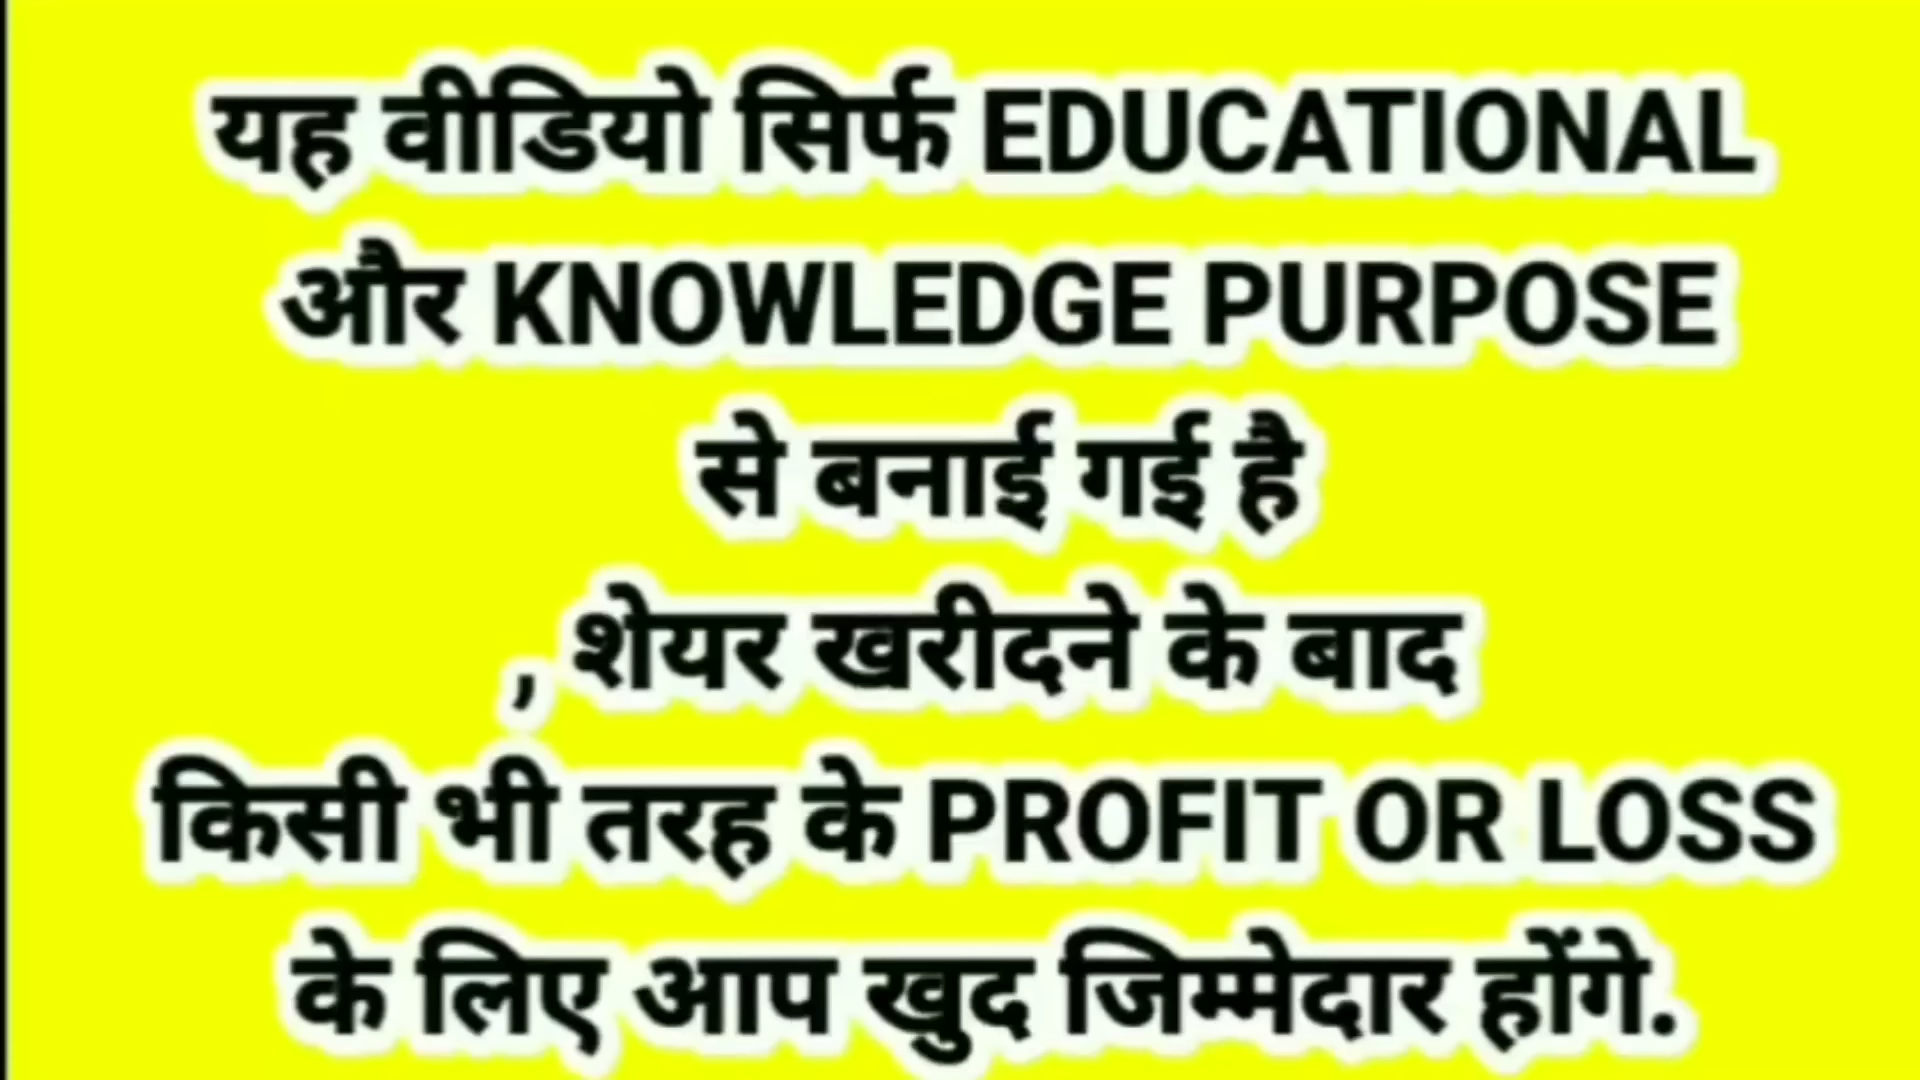 यह वीडियो सिर्फ EDUCATIONAL
और KNOWLEDGE PURPOSE
से बनाई गई है
, शेयर खरीदने के बाद
किसी भी तरह के PROFIT OR LOSS
के लिए आप खुद जिम्मेदार होंगे.